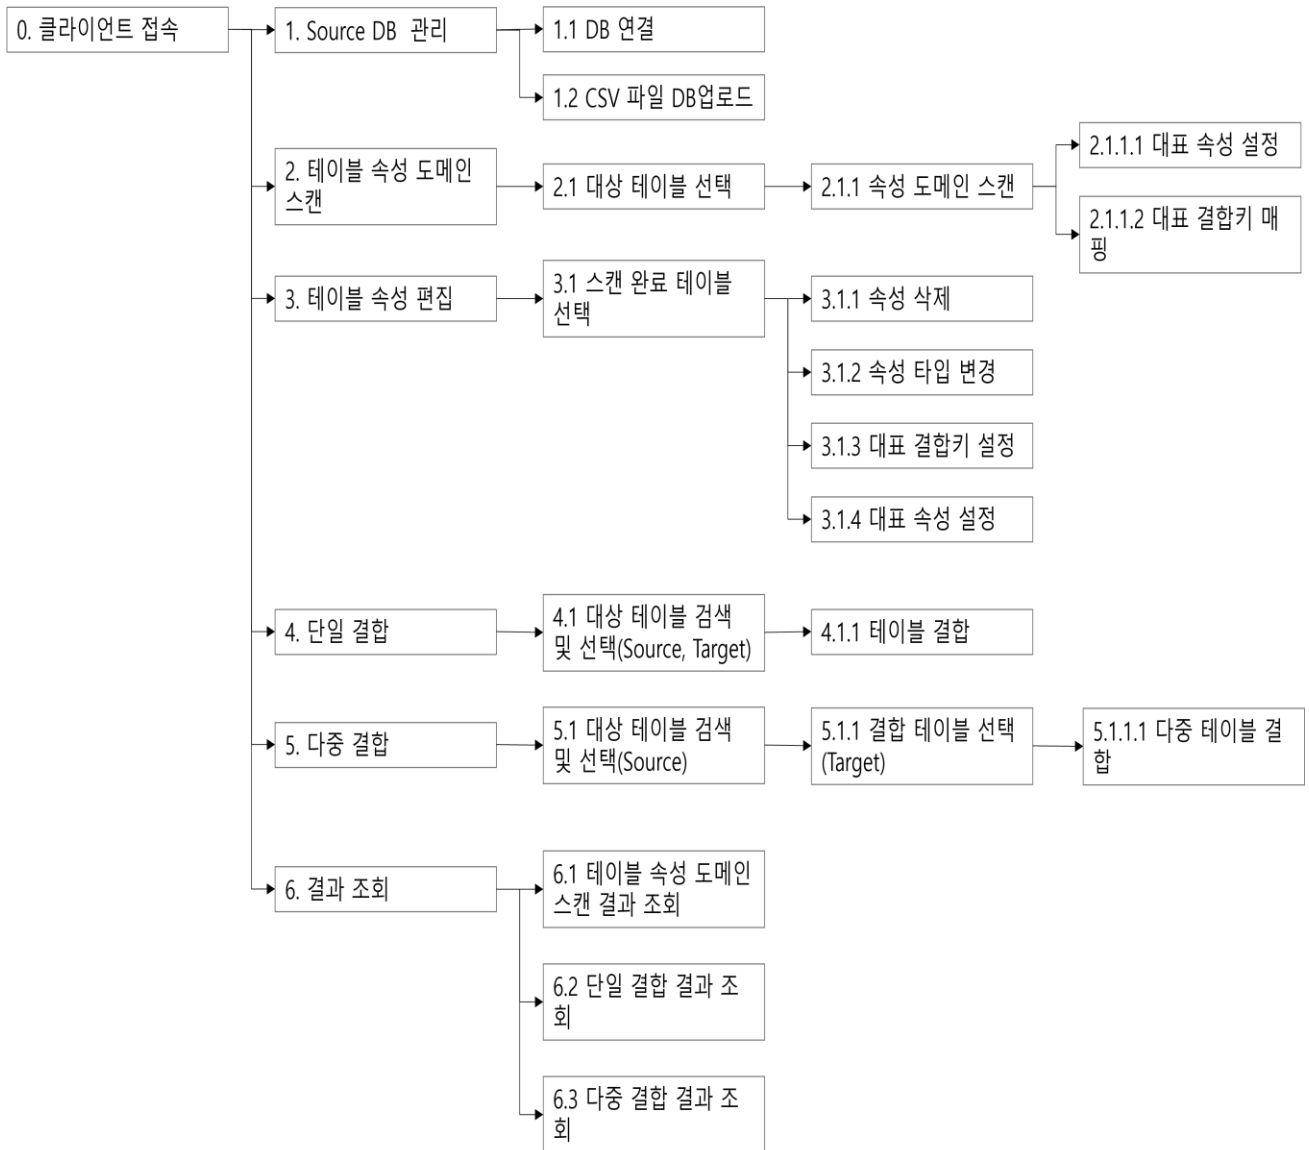 0. 클라이언트 접속
1. Source DB 관리
1.1 DB 연결
1.2 CSV 파일 DB업로드
2. 테이블 속성 도메인
스캔
2.1 대상 테이블 선택
2.1.1 속성 도메인 스캔
2.1.1.1 대표 속성 설정
2.1.1.2 대표 결합키 매
핑
3. 테이블 속성 편집
3.1 스캔 완료 테이블
선택
3.1.1 속성 삭제
3.1.2 속성 타입 변경
3.1.3 대표 결합키 설정
3.1.4 대표 속성 설정
4. 단일 결합
4.1 대상 테이블 검색
및 선택(Source, Target)
4.1.1 테이블 결합
5. 다중 결합
5.1 대상 테이블 검색
및 선택(Source)
5.1.1 결합 테이블 선택
(Target)
5.1.1.1 다중 테이블 결
합
6. 결과 조회
6.1 테이블 속성 도메인
스캔 결과 조회
6.2 단일 결합 결과 조
회
6.3 다중 결합 결과 조
회